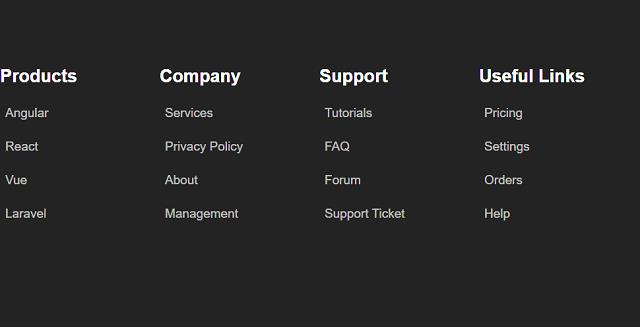 Products
Angular
React
Vue
Laravel
Company
Services
Privacy Policy
About
Management
Support
Tutorials
FAQ
Forum
Support Ticket
Useful Links
Pricing
Settings
Orders
Help